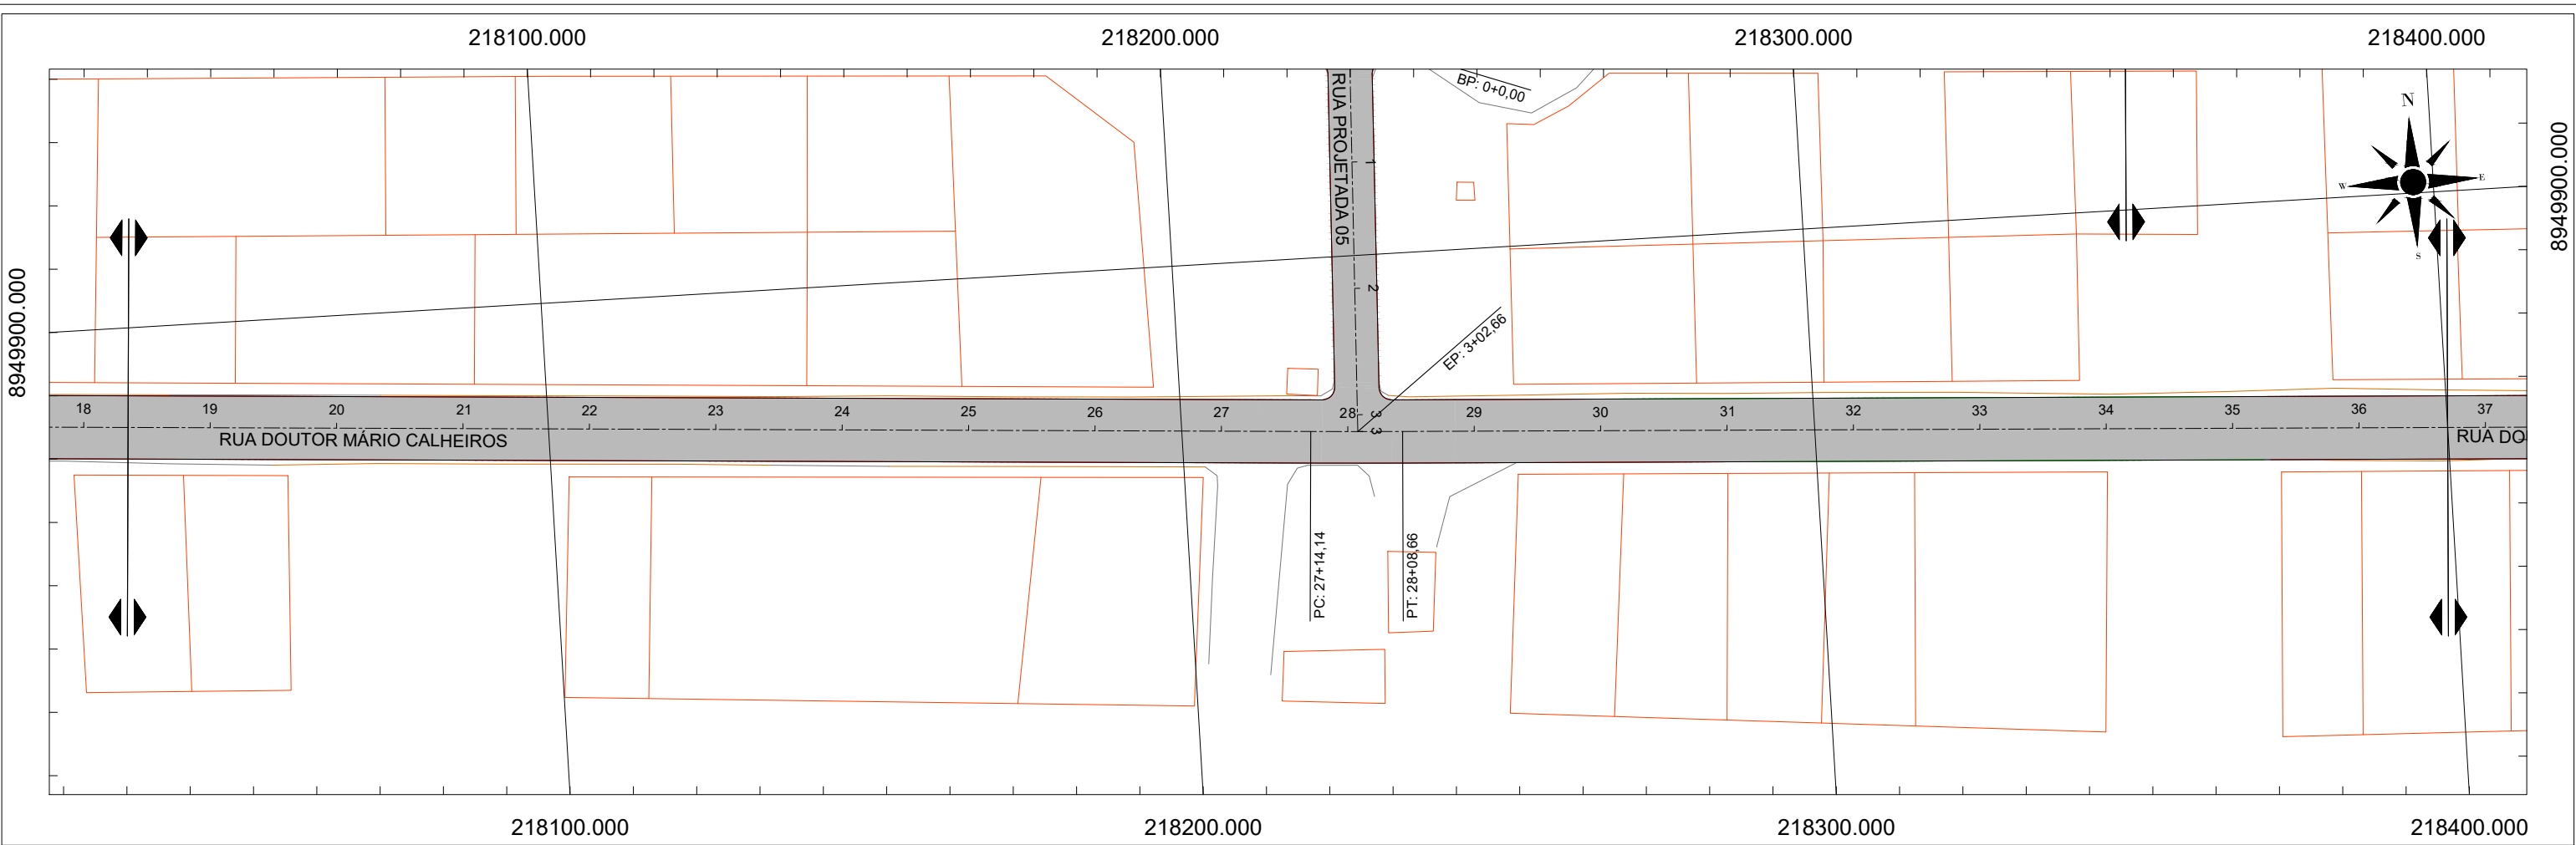 218100.000 218200.000 218300.000 218400.000
8949900.000
8949900.000
RUA PROJETADA 05
BP: 0+0,00
1
2
3
3
EP: 3+02,66
N
W
E
S
18 19 20 21 22 23 24 25 26 27 28 29 30 31 32 33 34 35 36 37
RUA DOUTOR MÁRIO CALHEIROS
RUA DO
PC: 27+14,14
PT: 28+08,66
218100.000 218200.000 218300.000 218400.000